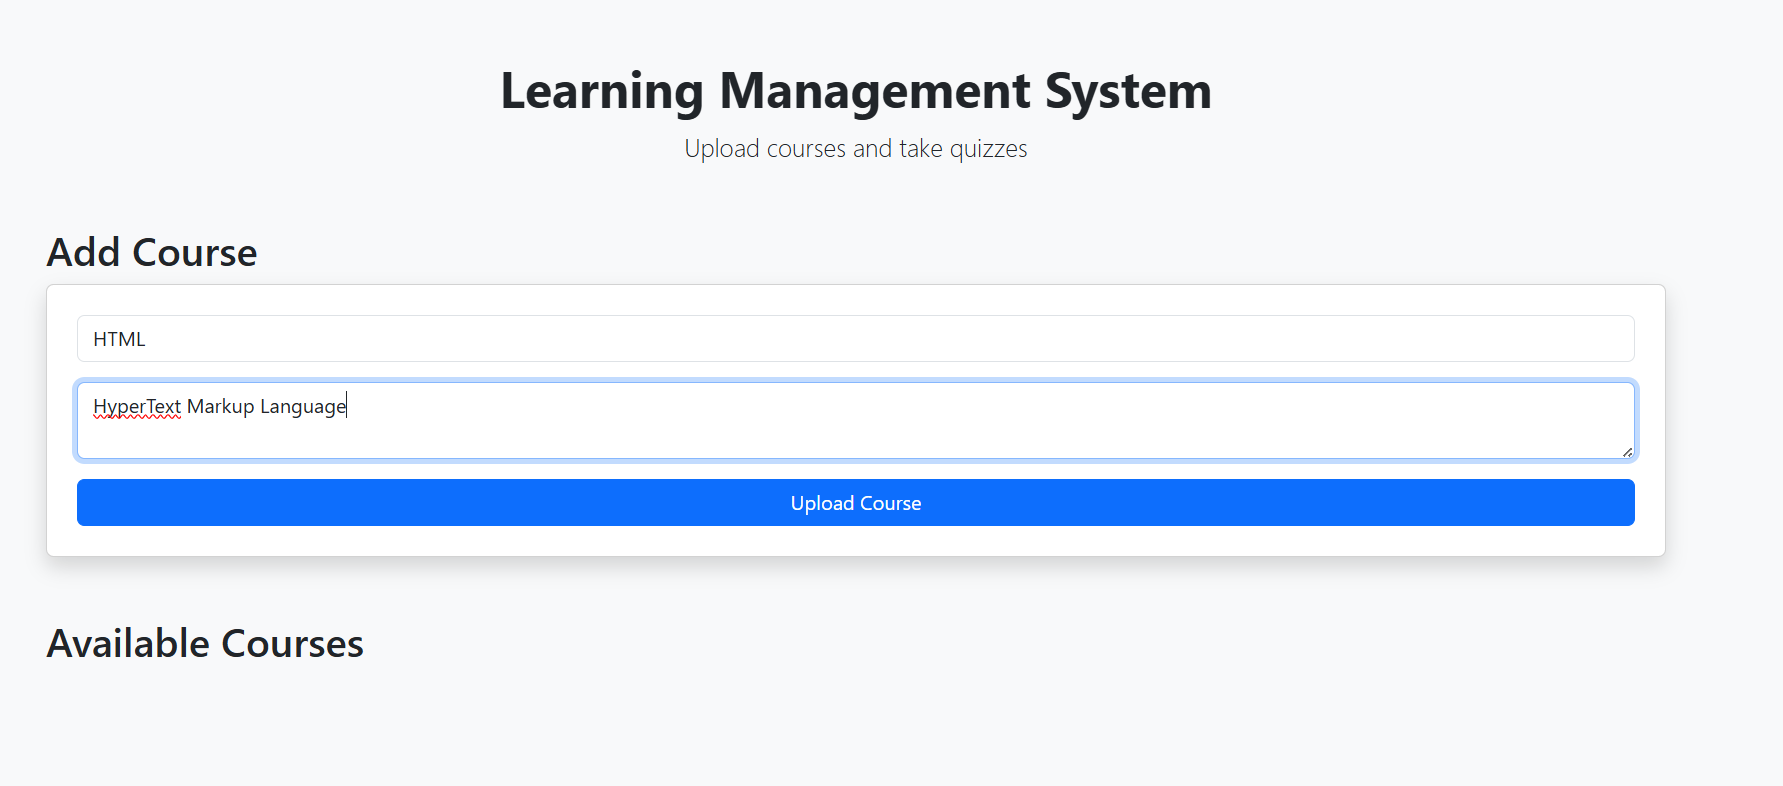 Learning Management System
Upload courses and take quizzes
Add Course
HTML
HyperText Markup Language
Upload Course
Available Courses